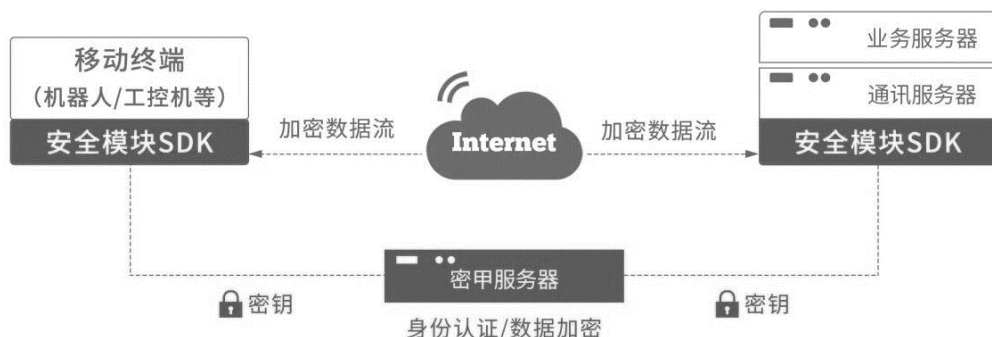 移动终端
（机器人/工控机等）
安全模块SDK
加密数据流
Internet
加密数据流
业务服务器
通讯服务器
安全模块SDK
密甲服务器
密钥
密钥
身份认证/数据加密